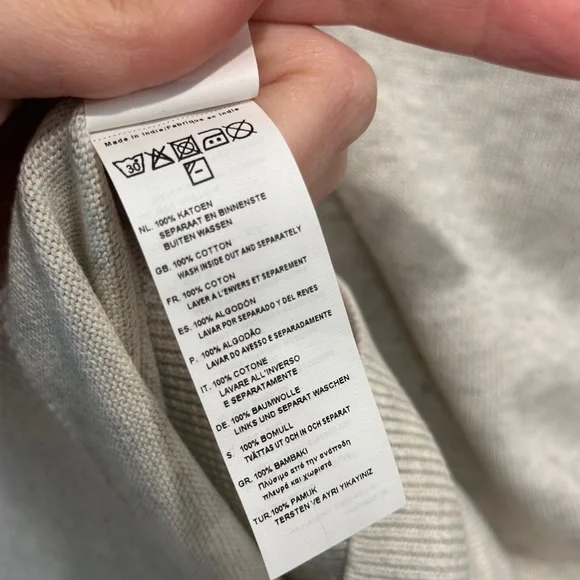 Made in India/Fabriqué en Inde
30
NL. 100% KATOEN
SEPARAAT EN BINNENSTE
BUITEN WASSEN
GB. 100% COTTON
WASH INSIDE OUT AND SEPARATELY
FR. 100% COTON
LAVER A L'ENVERS ET SEPAREMENT
ES. 100% ALGODÓN
LAVAR POR SEPARADO Y DEL REVES
P. 100% ALGODÃO
LAVAR DO AVESSO E SEPARADAMENTE
IT. 100% COTONE
LAVARE ALL'INVERSO
E SEPARATAMENTE
DE. 100% BAUMWOLLE
LINKS UND SEPARAT WASCHEN
S. 100% BOMULL
TVÄTTAS UT OCH IN OCH SEPARAT
GR. 100% BAMBAKI
Πλύσιμο από την ανάποδη
πλευρά και χωριστά
TUR. 100% PAMUK
TERSTEN VE AYRI YIKAYINIZ